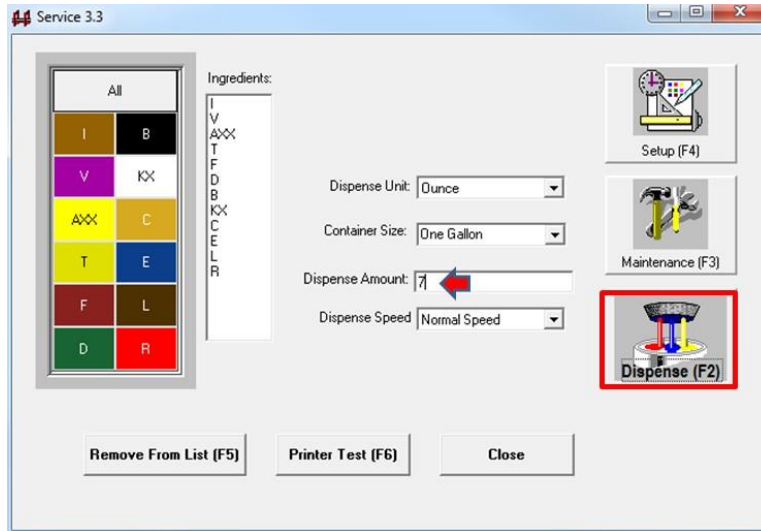 Service 3.3
All
I B
V KX
AXX C
T E
F L
D R
Ingredients:
I
V
AXX
T
F
D
B
KX
C
E
L
R
Dispense Unit: Ounce
Container Size: One Gallon
Dispense Amount: 7
Dispense Speed Normal Speed
Setup (F4)
Maintenance (F3)
Dispense (F2)
Remove From List (F5)
Printer Test (F6)
Close